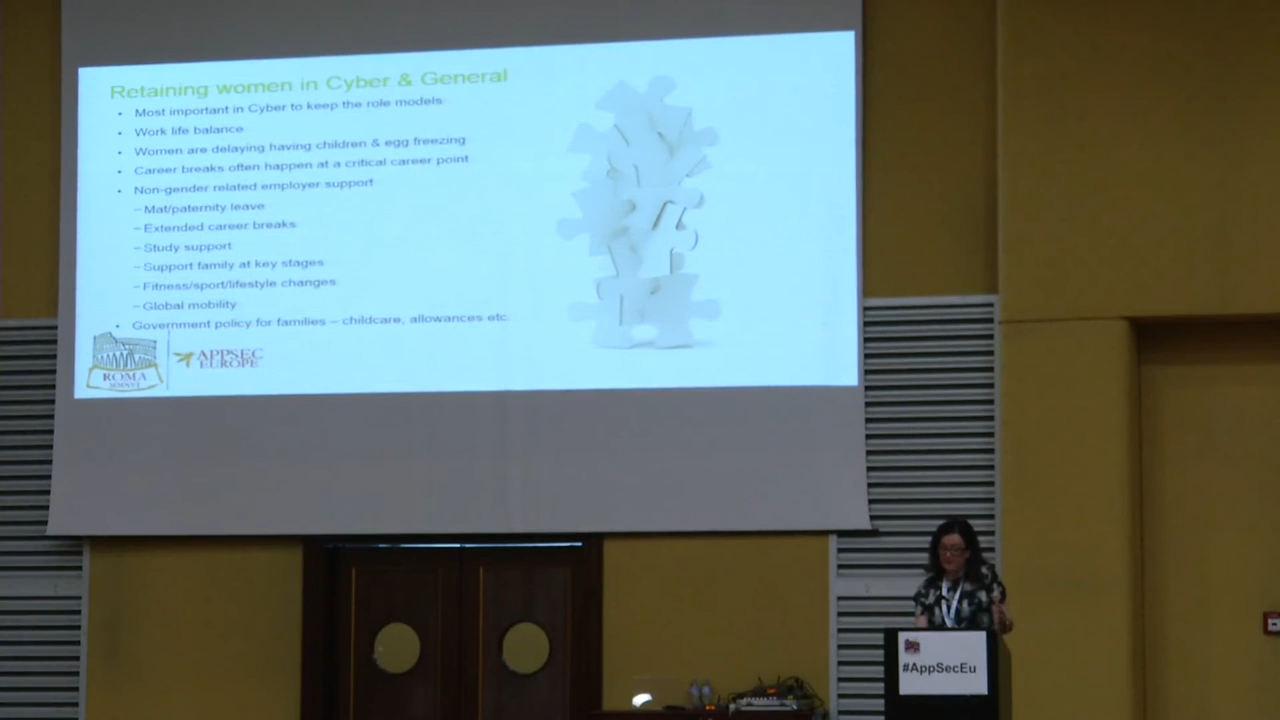 Retaining women in Cyber & General
• Most important in Cyber to keep the role models
• Work life balance
• Women are delaying having children & egg freezing
• Career breaks often happen at a critical career point
• Non-gender related employer support
– Mat/paternity leave
– Extended career breaks
– Study support
– Support family at key stages
– Fitness/sport/lifestyle changes
– Global mobility
• Government policy for families – childcare, allowances etc.
ROMA
MMXVI
APPSEC
EUROPE
#AppSecEu